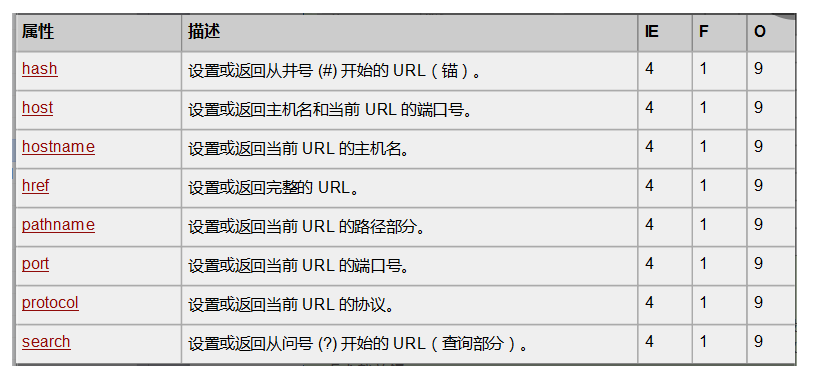 属性 描述 IE F O
hash 设置或返回从井号 (#) 开始的 URL（锚）。 4 1 9
host 设置或返回主机名和当前 URL 的端口号。 4 1 9
hostname 设置或返回当前 URL 的主机名。 4 1 9
href 设置或返回完整的 URL。 4 1 9
pathname 设置或返回当前 URL 的路径部分。 4 1 9
port 设置或返回当前 URL 的端口号。 4 1 9
protocol 设置或返回当前 URL 的协议。 4 1 9
search 设置或返回从问号 (?) 开始的 URL（查询部分）。 4 1 9